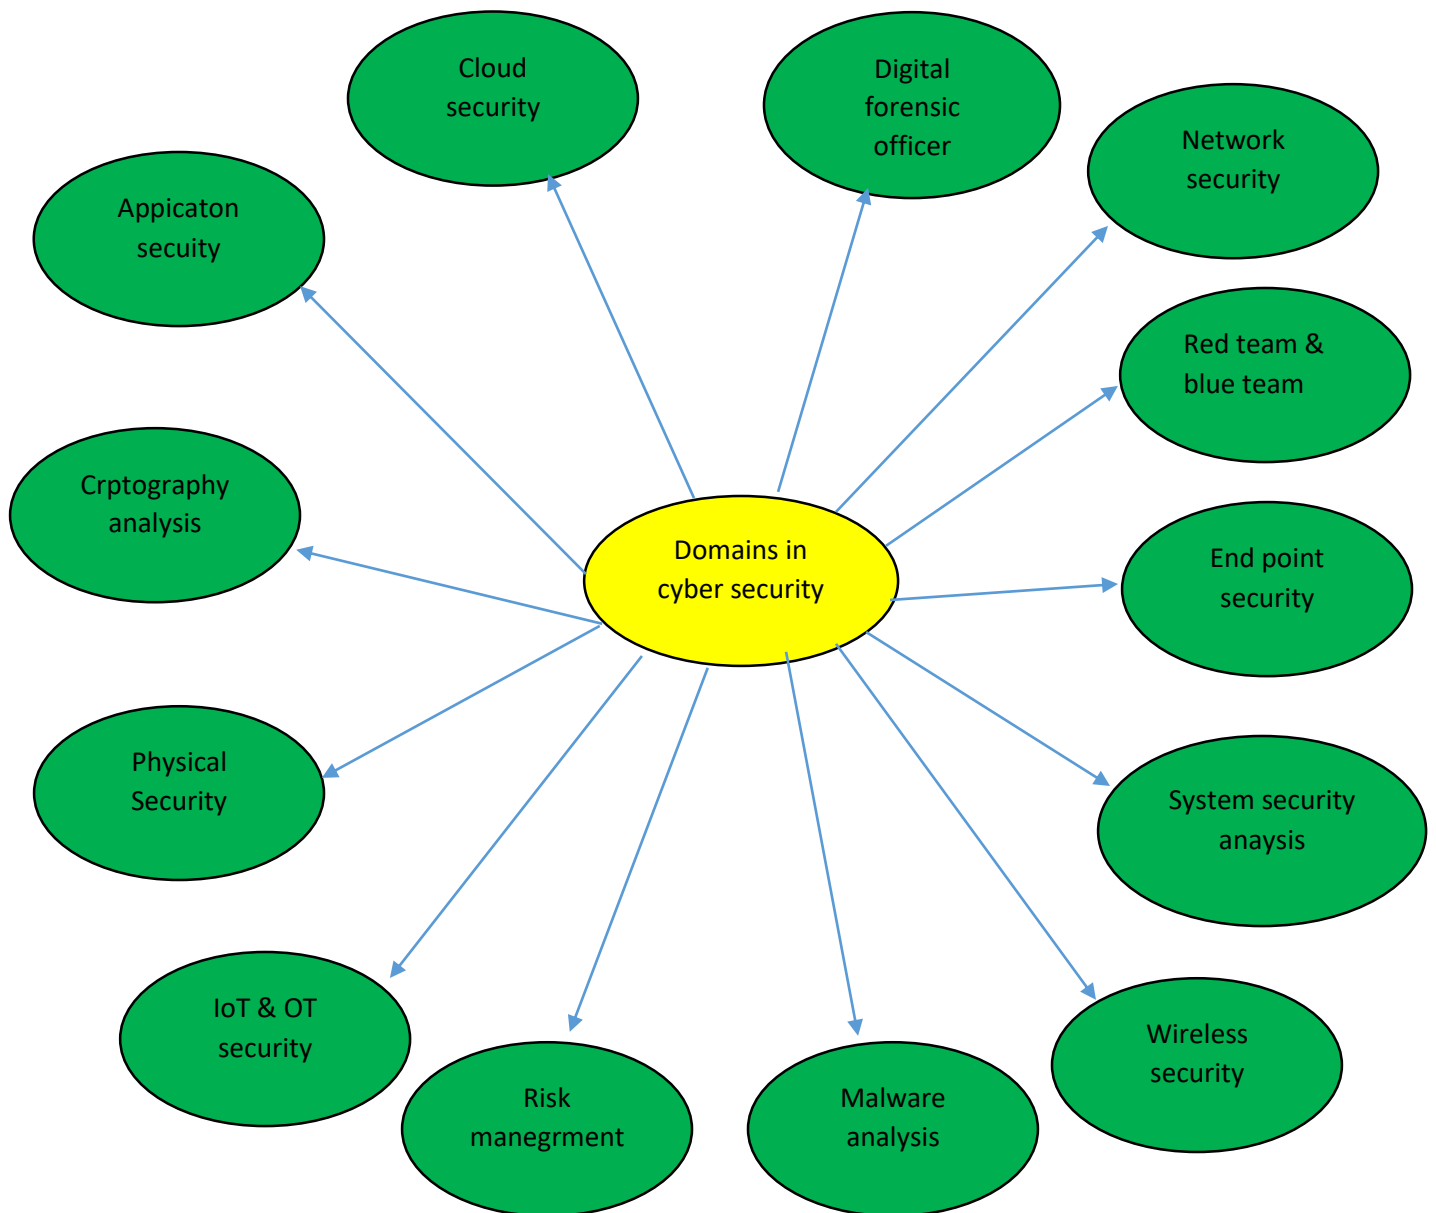 Cloud
security
Digital
forensic
officer
Network
security
Appicaton
secuity
Red team &
blue team
Crptography
analysis
Domains in
cyber security
End point
security
Physical
Security
System security
anaysis
IoT & OT
security
Wireless
security
Risk
manegrment
Malware
analysis